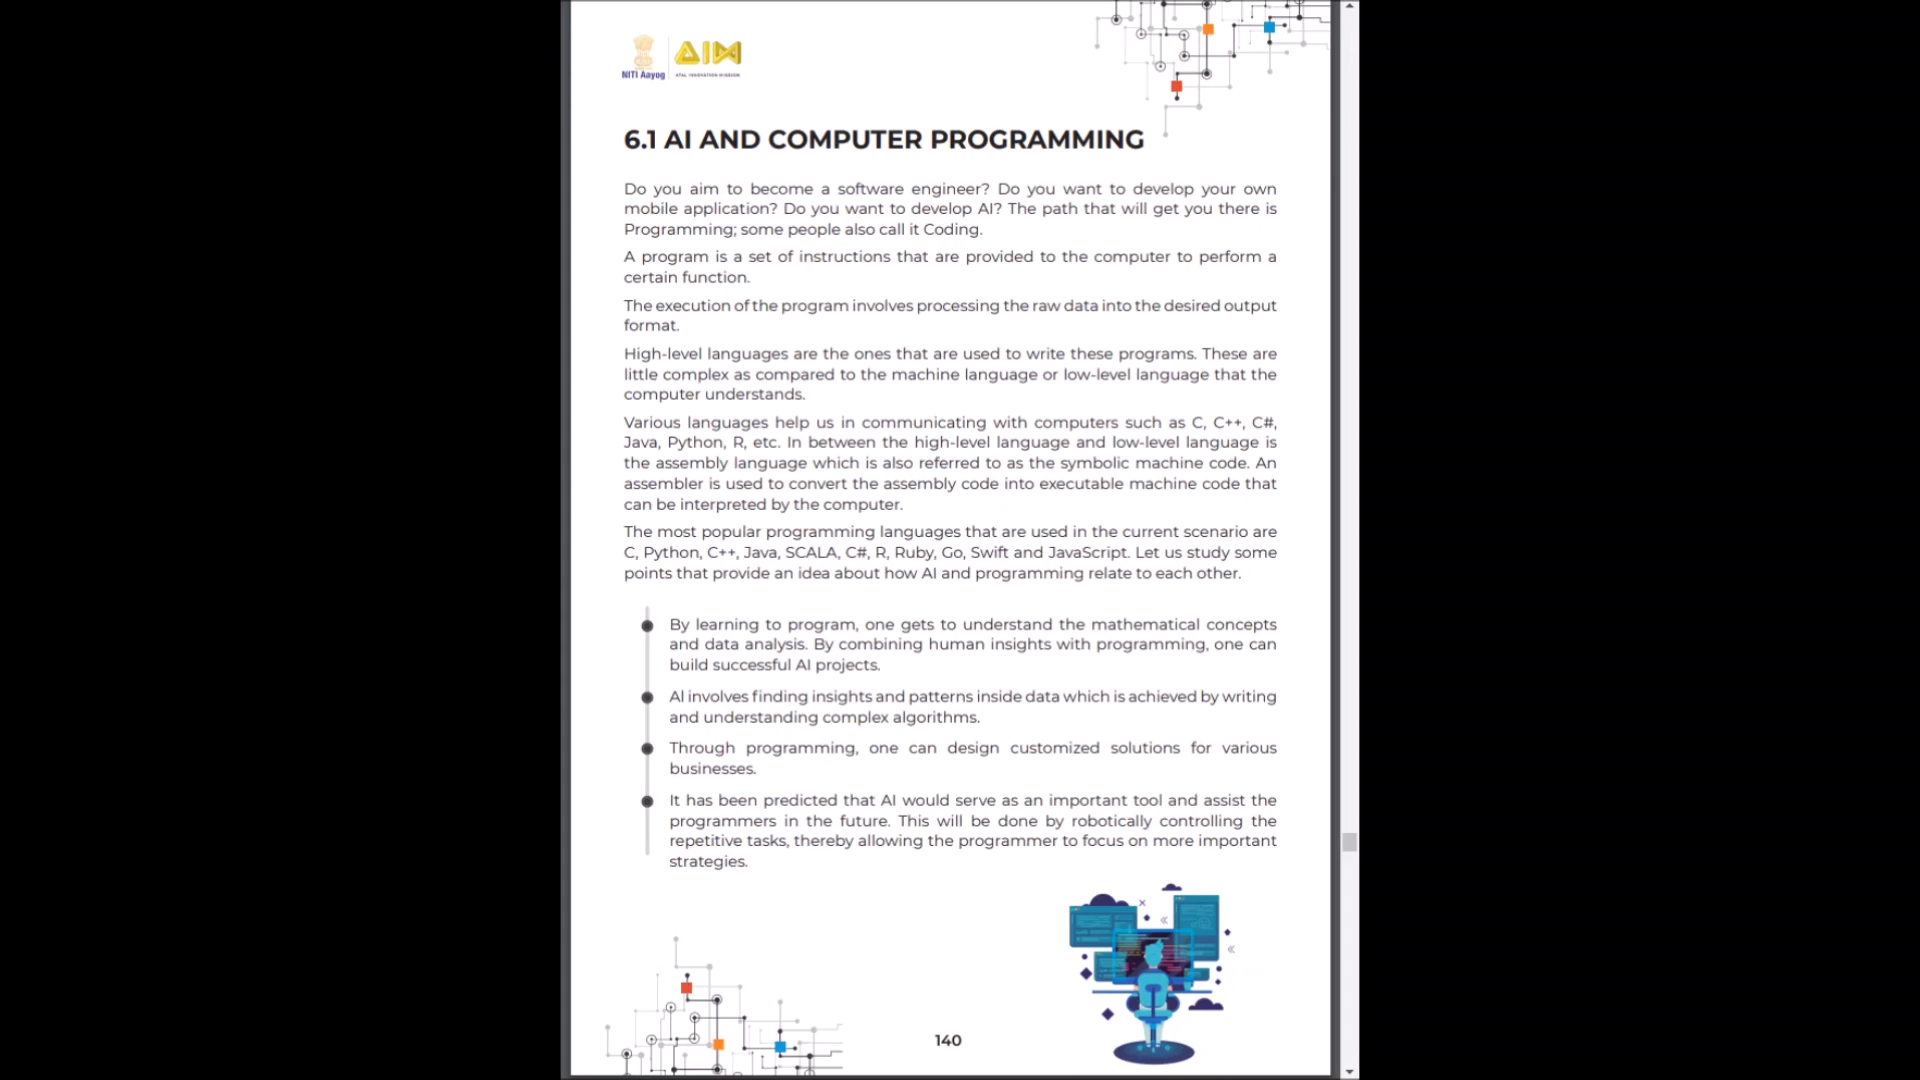 NITI Aayog
AIM
ATAL INNOVATION MISSION
6.1 AI AND COMPUTER PROGRAMMING
Do you aim to become a software engineer? Do you want to develop your own
mobile application? Do you want to develop AI? The path that will get you there is
Programming; some people also call it Coding.
A program is a set of instructions that are provided to the computer to perform a
certain function.
The execution of the program involves processing the raw data into the desired output
format.
High-level languages are the ones that are used to write these programs. These are
little complex as compared to the machine language or low-level language that the
computer understands.
Various languages help us in communicating with computers such as C, C++, C#,
Java, Python, R, etc. In between the high-level language and low-level language is
the assembly language which is also referred to as the symbolic machine code. An
assembler is used to convert the assembly code into executable machine code that
can be interpreted by the computer.
The most popular programming languages that are used in the current scenario are
C, Python, C++, Java, SCALA, C#, R, Ruby, Go, Swift and JavaScript. Let us study some
points that provide an idea about how AI and programming relate to each other.
By learning to program, one gets to understand the mathematical concepts
and data analysis. By combining human insights with programming, one can
build successful AI projects.
AI involves finding insights and patterns inside data which is achieved by writing
and understanding complex algorithms.
Through programming, one can design customized solutions for various
businesses.
It has been predicted that AI would serve as an important tool and assist the
programmers in the future. This will be done by robotically controlling the
repetitive tasks, thereby allowing the programmer to focus on more important
strategies.
140